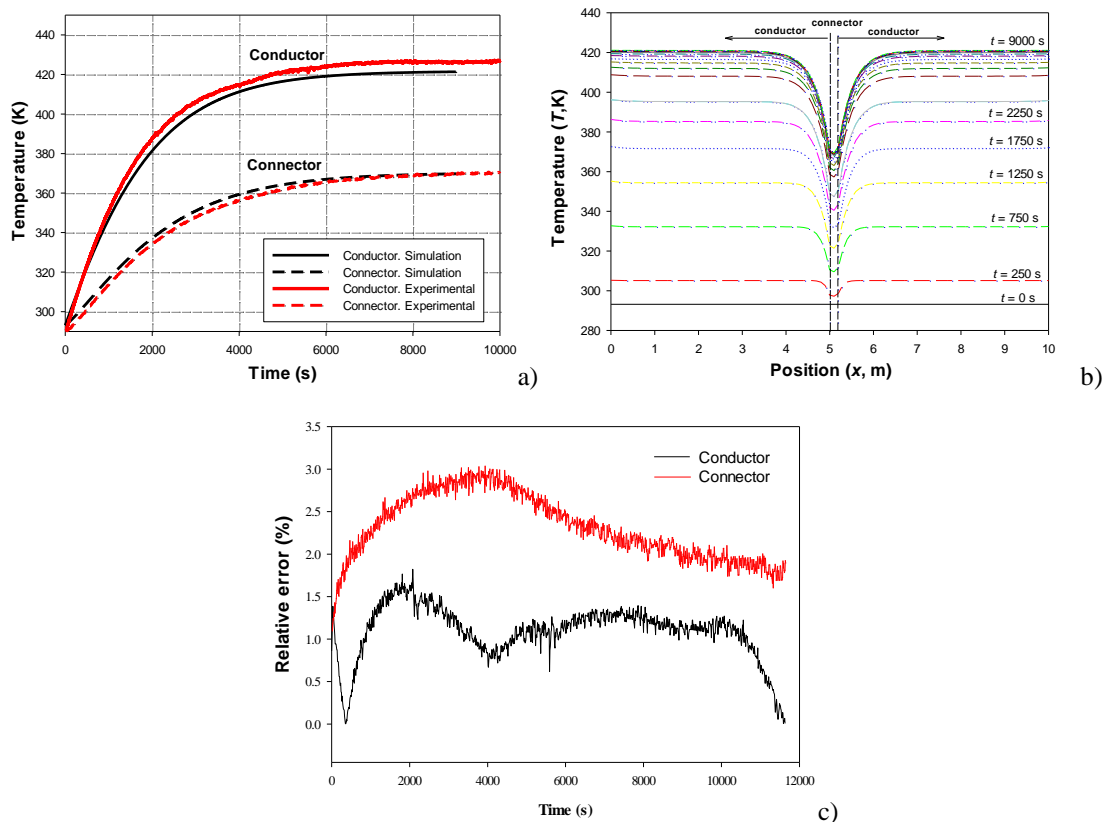 440
420
400
380
360
340
320
300
Temperature (K)
Conductor
Connector
Conductor. Simulation
Connector. Simulation
Conductor. Experimental
Connector. Experimental
0 2000 4000 6000 8000 10000
Time (s)
a)
440
420
400
380
360
340
320
300
280
Temperature (T,K)
connector
conductor conductor
t = 9000 s
t = 2250 s
t = 1750 s
t = 1250 s
t = 750 s
t = 250 s
t = 0 s
0 1 2 3 4 5 6 7 8 9 10
Position (x, m)
b)
3.5
3.0
2.5
2.0
1.5
1.0
0.5
0.0
Relative error (%)
Conductor
Connector
0 2000 4000 6000 8000 10000 12000
Time (s)
c)